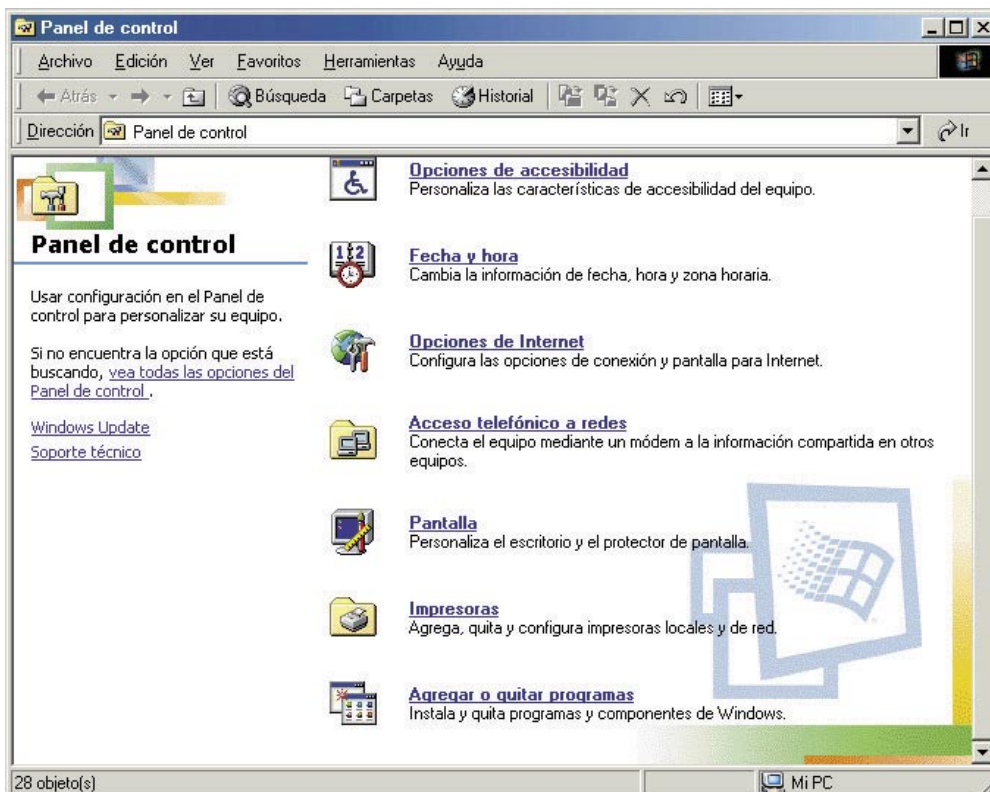 Panel de control
Archivo Edición Ver Favoritos Herramientas Ayuda
Atrás Búsqueda Carpetas Historial
Dirección Panel de control Ir
Panel de control
Usar configuración en el Panel de
control para personalizar su equipo.
Si no encuentra la opción que está
buscando, vea todas las opciones del
Panel de control .
Windows Update
Soporte técnico
Opciones de accesibilidad
Personaliza las características de accesibilidad del equipo.
Fecha y hora
Cambia la información de fecha, hora y zona horaria.
Opciones de Internet
Configura las opciones de conexión y pantalla para Internet.
Acceso telefónico a redes
Conecta el equipo mediante un módem a la información compartida en otros
equipos.
Pantalla
Personaliza el escritorio y el protector de pantalla.
Impresoras
Agrega, quita y configura impresoras locales y de red.
Agregar o quitar programas
Instala y quita programas y componentes de Windows.
28 objeto(s) Mi PC